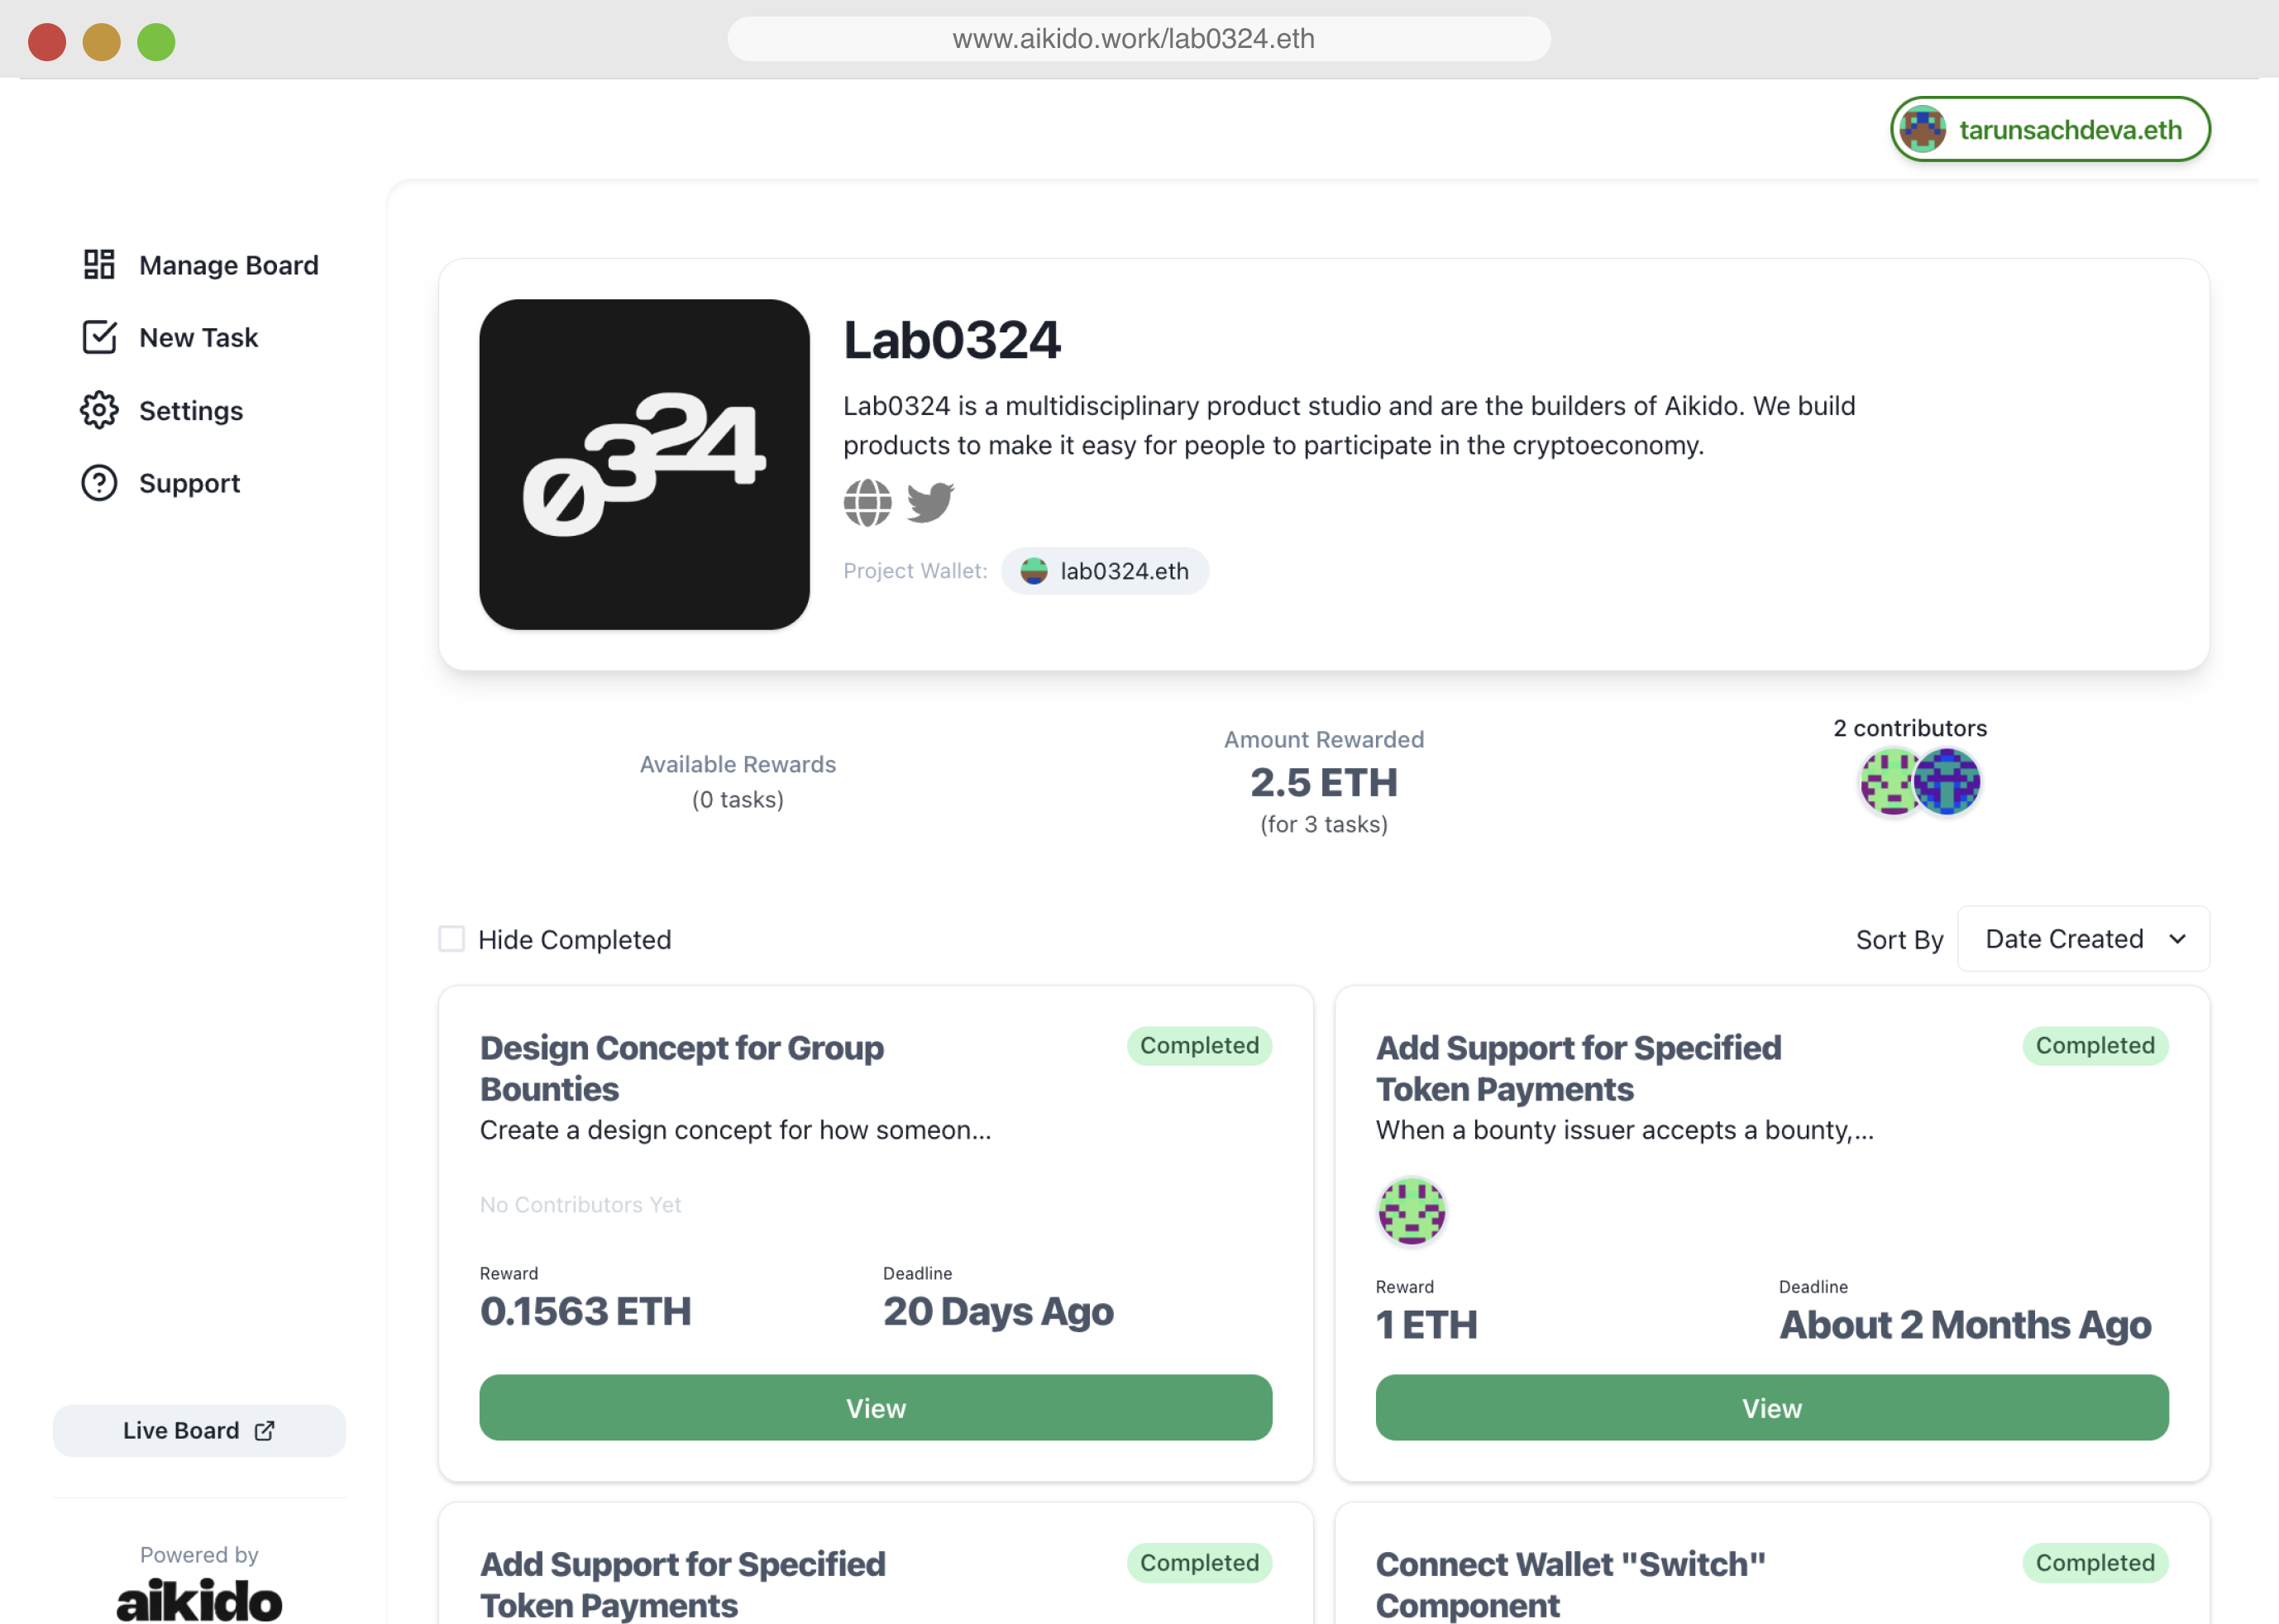 www.aikido.work/lab0324.eth
tarunsachdeva.eth
Manage Board
New Task
Settings
Support
0324
Lab0324
Lab0324 is a multidisciplinary product studio and are the builders of Aikido. We build
products to make it easy for people to participate in the cryptoeconomy.
Project Wallet: lab0324.eth
Available Rewards
(0 tasks)
Amount Rewarded
2.5 ETH
(for 3 tasks)
2 contributors
Hide Completed
Sort By Date Created
Design Concept for Group
Bounties
Completed
Create a design concept for how someon...
No Contributors Yet
Reward
0.1563 ETH
Deadline
20 Days Ago
View
Add Support for Specified
Token Payments
Completed
When a bounty issuer accepts a bounty,...
Reward
1 ETH
Deadline
About 2 Months Ago
View
Add Support for Specified
Token Payments
Completed
Connect Wallet "Switch"
Component
Completed
Live Board
Powered by
aikido